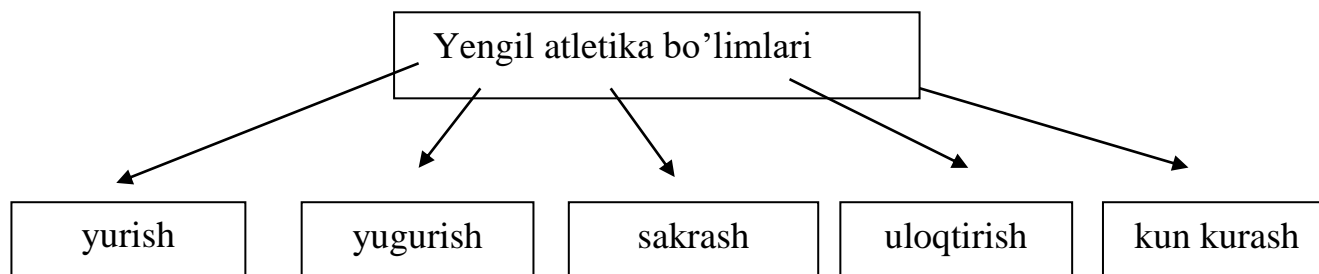 Yengil atletika bo’limlari
yurish
yugurish
sakrash
uloqtirish
kun kurash